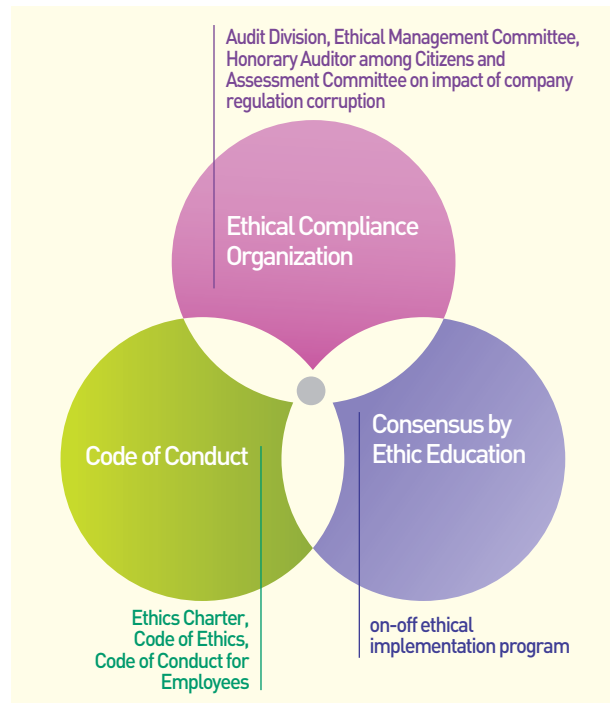 Audit Division, Ethical Management Committee,
Honorary Auditor among Citizens and
Assessment Committee on impact of company
regulation corruption
Ethical Compliance
Organization
Code of Conduct
Consensus by
Ethic Education
Ethics Charter,
Code of Ethics,
Code of Conduct for
Employees
on-off ethical
implementation program